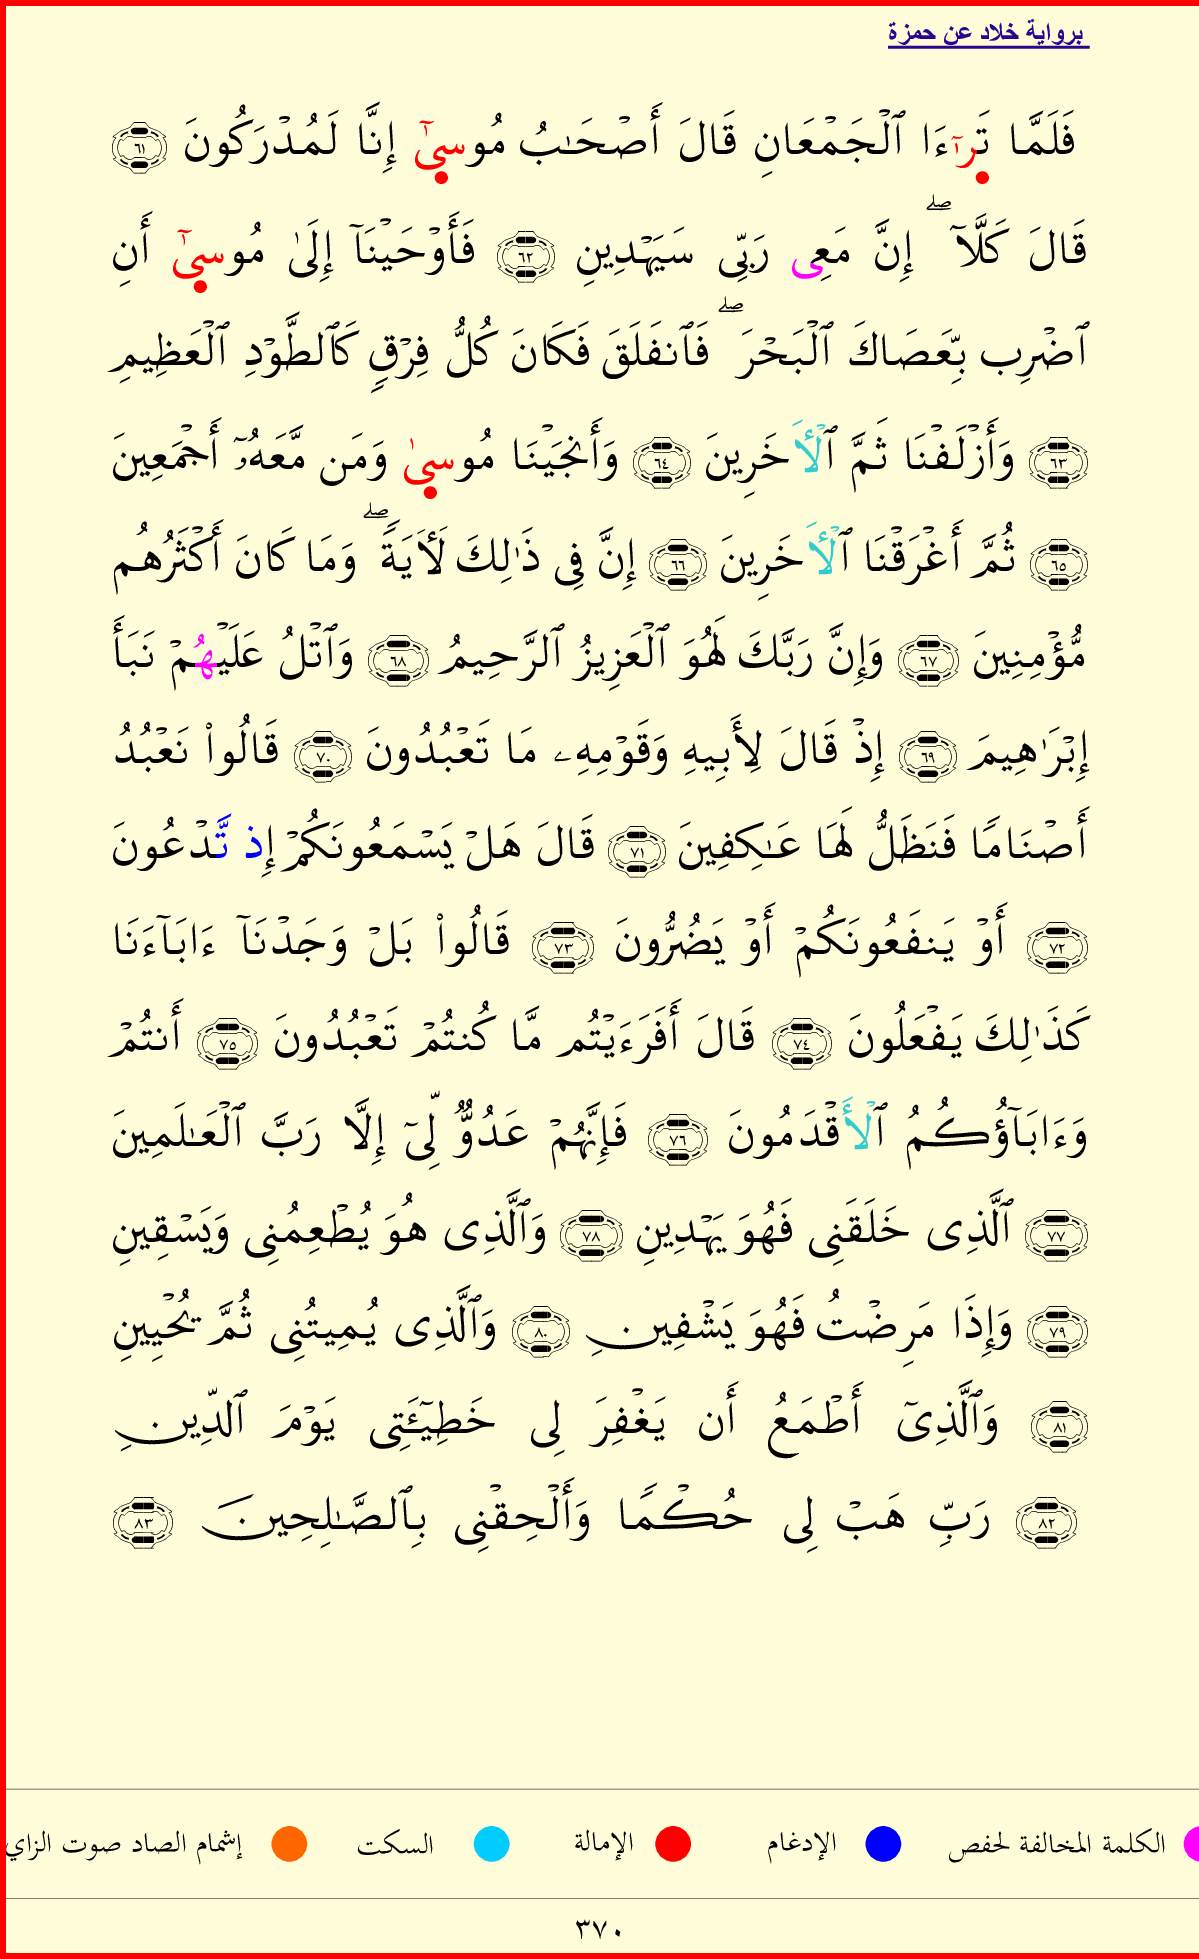 برواية خلاد عن حمزة
فَلَمَّا تَرَٰٓءَا ٱلْجَمْعَانِ قَالَ أَصْحَـٰبُ مُوسىٰٓ إِنَّا لَمُدْرَكُونَ ٦١
قَالَ كَلَّآ ۖ إِنَّ مَعِى رَبِّى سَيَهْدِينِ ٦٢ فَأَوْحَيْنَآ إِلَىٰ مُوسىٰٓ أَنِ
ٱضْرِب بِّعَصَاكَ ٱلْبَحْرَ ۖ فَٱنفَلَقَ فَكَانَ كُلُّ فِرْقٍ كَٱلطَّوْدِ ٱلْعَظِيمِ
٦٣ وَأَزْلَفْنَا ثَمَّ ٱلْأَخَرِينَ ٦٤ وَأَنجَيْنَا مُوسىٰ وَمَن مَّعَهُۥٓ أَجْمَعِينَ
٦٥ ثُمَّ أَغْرَقْنَا ٱلْأَخَرِينَ ٦٦ إِنَّ فِى ذَٰلِكَ لَأَيَةً ۖ وَمَا كَانَ أَكْثَرُهُم
مُّؤْمِنِينَ ٦٧ وَإِنَّ رَبَّكَ لَهُوَ ٱلْعَزِيزُ ٱلرَّحِيمُ ٦٨ وَٱتْلُ عَلَيْهُمْ نَبَأَ
إِبْرَٰهِيمَ ٦٩ إِذْ قَالَ لِأَبِيهِ وَقَوْمِهِۦ مَا تَعْبُدُونَ ٧٠ قَالُوا۟ نَعْبُدُ
أَصْنَامًا فَنَظَلُّ لَهَا عَـٰكِفِينَ ٧١ قَالَ هَلْ يَسْمَعُونَكُمْ إِذ تَّدْعُونَ
٧٢ أَوْ يَنفَعُونَكُمْ أَوْ يَضُرُّونَ ٧٣ قَالُوا۟ بَلْ وَجَدْنَآ ءَابَآءَنَا
كَذَٰلِكَ يَفْعَلُونَ ٧٤ قَالَ أَفَرَءَيْتُم مَّا كُنتُمْ تَعْبُدُونَ ٧٥ أَنتُمْ
وَءَابَآؤُكُمُ ٱلْأَقْدَمُونَ ٧٦ فَإِنَّهُمْ عَدُوٌّ لِّىٓ إِلَّا رَبَّ ٱلْعَـٰلَمِينَ
٧٧ ٱلَّذِى خَلَقَنِى فَهُوَ يَهْدِينِ ٧٨ وَٱلَّذِى هُوَ يُطْعِمُنِى وَيَسْقِينِ
٧٩ وَإِذَا مَرِضْتُ فَهُوَ يَشْفِينِ ٨٠ وَٱلَّذِى يُمِيتُنِى ثُمَّ يُحْيِينِ
٨١ وَٱلَّذِىٓ أَطْمَعُ أَن يَغْفِرَ لِى خَطِيٓـَٔتِى يَوْمَ ٱلدِّينِ
٨٢ رَبِّ هَبْ لِى حُكْمًا وَأَلْحِقْنِى بِٱلصَّـٰلِحِينَ ٨٣
الكلمة المخالفة لحفص الإدغام الإمالة السكت إشمام الصاد صوت الزاي
٣٧٠